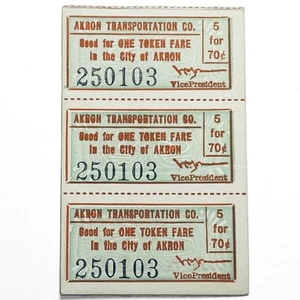 AKRON TRANSPORTATION CO.
Good for ONE TOKEN FARE
in the City of AKRON
250103
5
for
70¢
Vice President
AKRON TRANSPORTATION CO.
Good for ONE TOKEN FARE
in the City of AKRON
250103
5
for
70¢
Vice President
AKRON TRANSPORTATION CO.
Good for ONE TOKEN FARE
in the City of AKRON
250103
5
for
70¢
Vice President